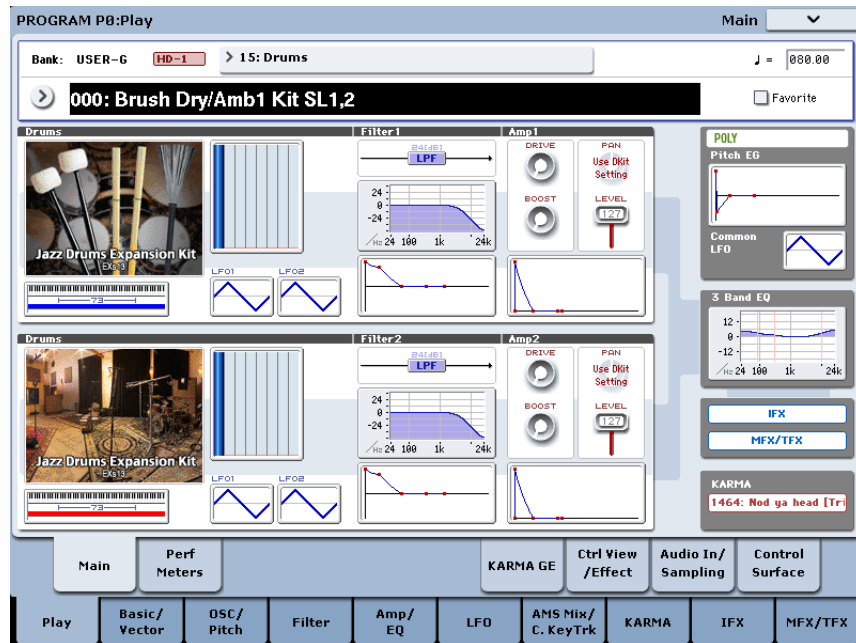 PROGRAM P0:Play Main
Bank: USER-G HD-1 15: Drums ♩ = 080.00
000: Brush Dry/Amb1 Kit SL1,2 Favorite
Drums Filter1 Amp1
Jazz Drums Expansion Kit
EXs13
73
LFO1 LFO2
24[dB]
LPF
24
0
-24
Hz 24 100 1k 24k
DRIVE
BOOST
PAN
Use DKit
Setting
LEVEL
127
POLY
Pitch EG
Common
LFO
Drums Filter2 Amp2
Jazz Drums Expansion Kit
EXs13
73
LFO1 LFO2
24[dB]
LPF
24
0
-24
Hz 24 100 1k 24k
DRIVE
BOOST
PAN
Use DKit
Setting
LEVEL
127
3 Band EQ
12
0
-12
Hz 24 100 1k 24k
IFX
MFX/TFX
KARMA
1464: Nod ya head [Tri
Main
Perf
Meters
KARMA GE
Ctrl View
/Effect
Audio In/
Sampling
Control
Surface
Play
Basic/
Vector
OSC/
Pitch
Filter
Amp/
EQ
LFO
AMS Mix/
C. KeyTrk
KARMA
IFX
MFX/TFX